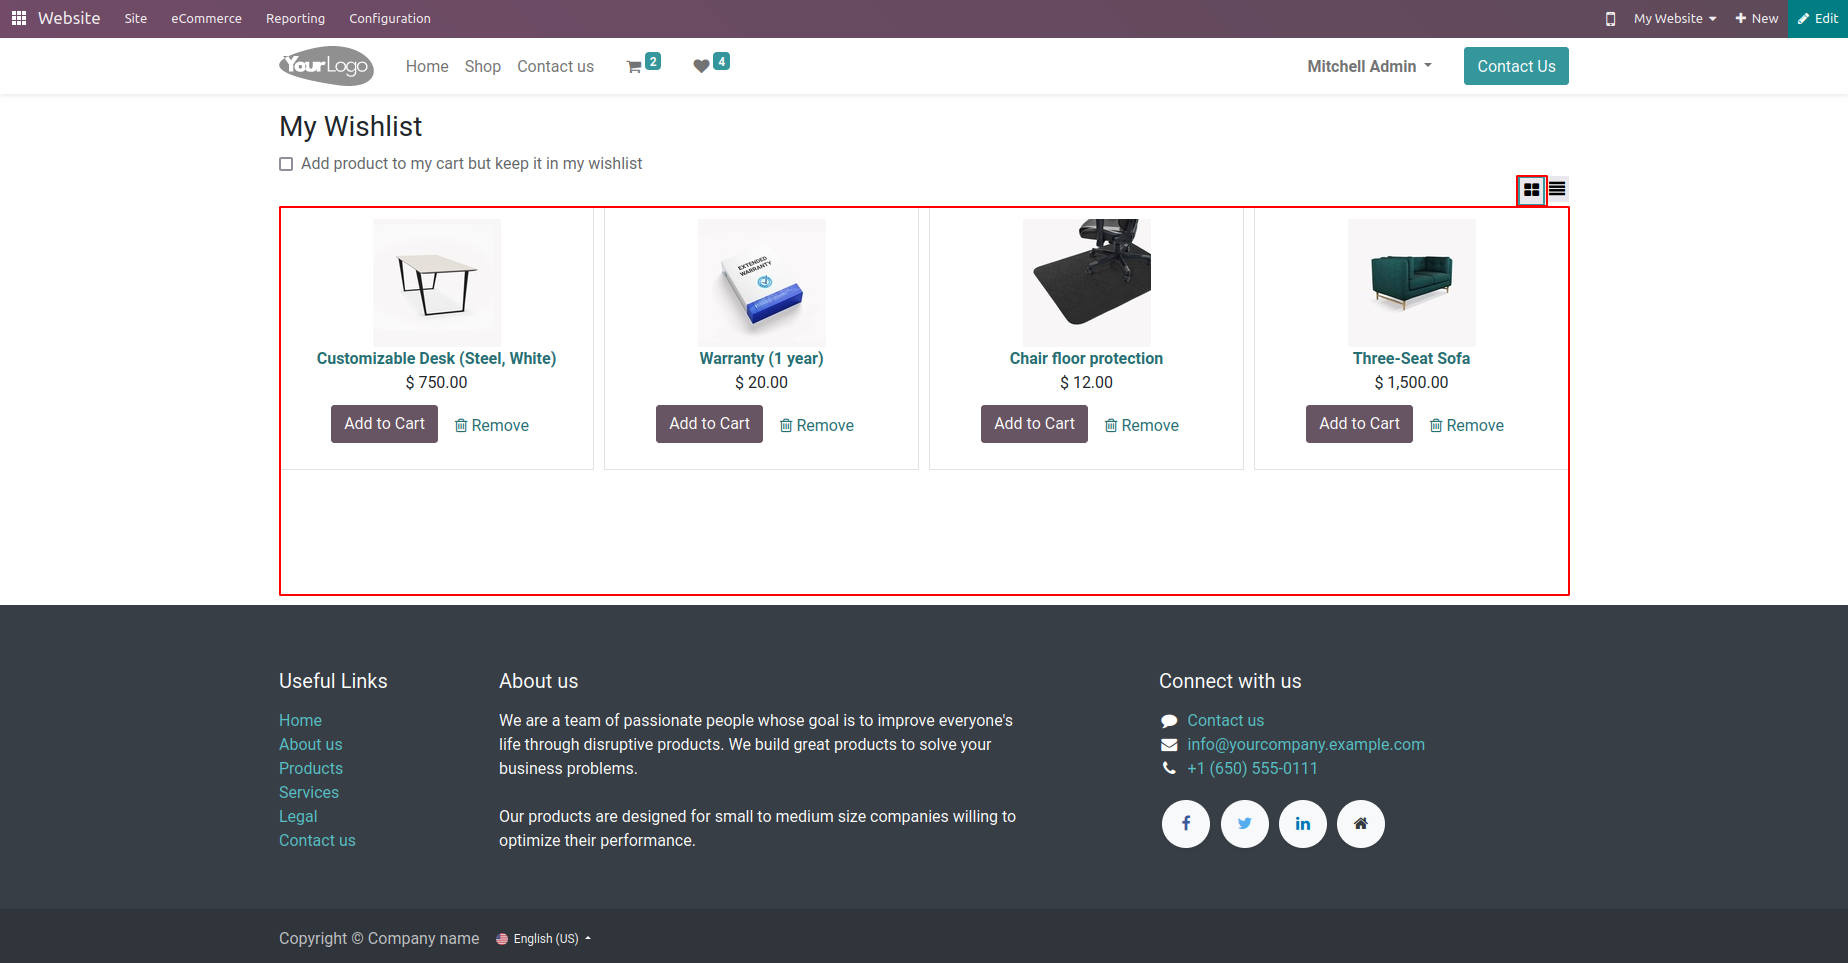 Website Site eCommerce Reporting Configuration My Website New Edit
YourLogo Home Shop Contact us 2 4 Mitchell Admin Contact Us
My Wishlist
Add product to my cart but keep it in my wishlist
EXTENDED
WARRANTY
Customizable Desk (Steel, White) Warranty (1 year) Chair floor protection Three-Seat Sofa
$ 750.00 $ 20.00 $ 12.00 $ 1,500.00
Add to Cart Remove Add to Cart Remove Add to Cart Remove Add to Cart Remove
Useful Links
Home
About us
Products
Services
Legal
Contact us
About us
We are a team of passionate people whose goal is to improve everyone's
life through disruptive products. We build great products to solve your
business problems.
Our products are designed for small to medium size companies willing to
optimize their performance.
Connect with us
Contact us
info@yourcompany.example.com
+1 (650) 555-0111
Copyright © Company name English (US)